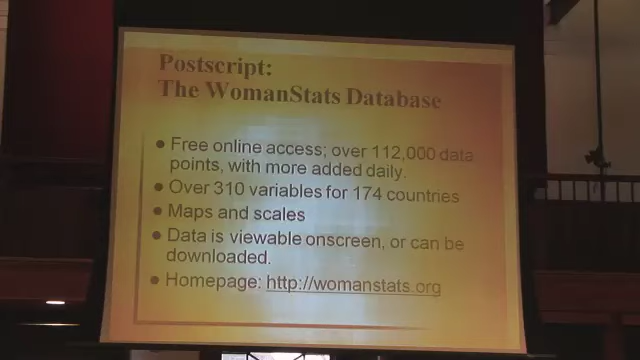 Postscript:
The WomanStats Database
• Free online access; over 112,000 data
points, with more added daily.
• Over 310 variables for 174 countries
• Maps and scales
• Data is viewable onscreen, or can be
downloaded.
• Homepage: http://womanstats.org